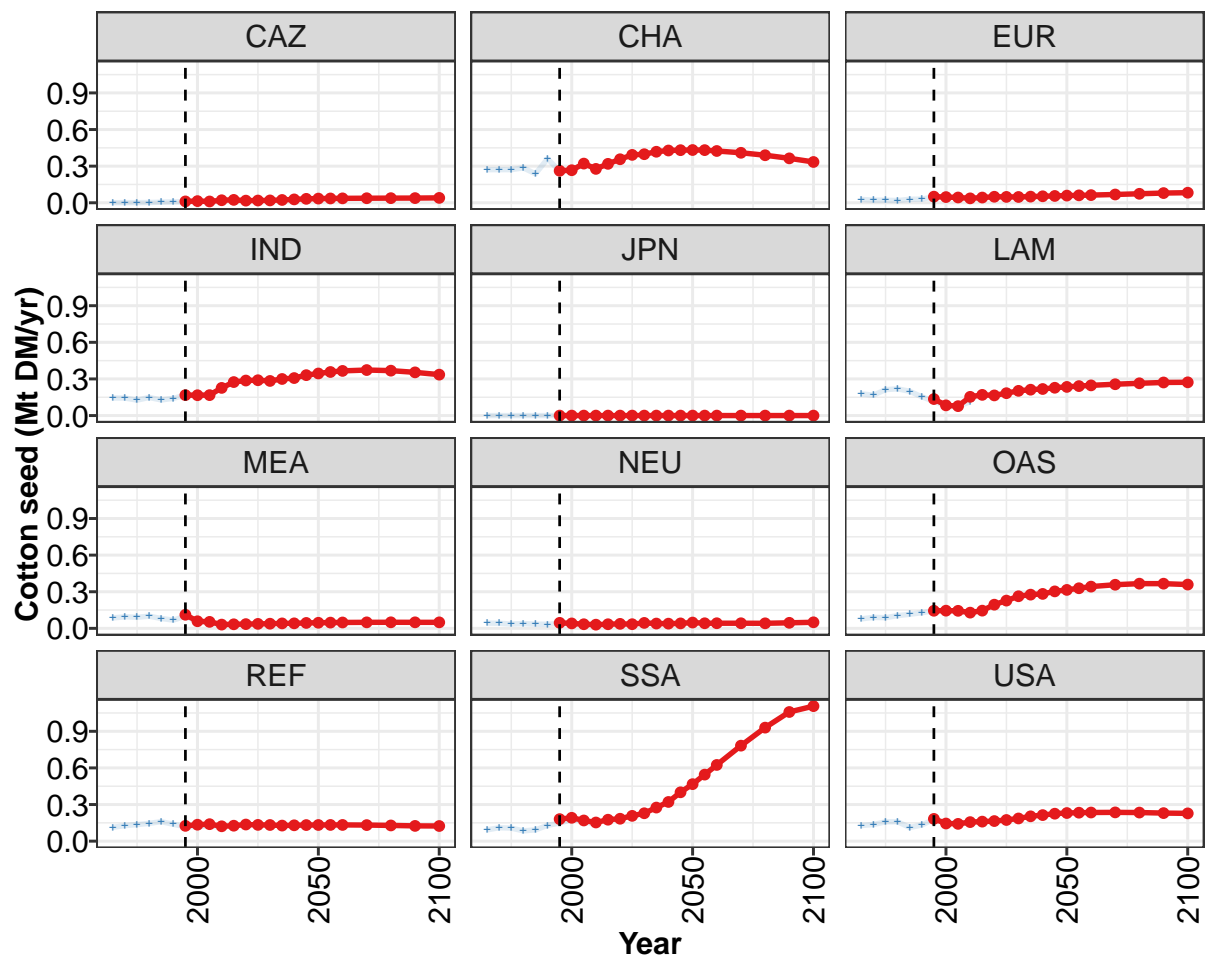 CAZ CHA EUR
0.9
0.6
0.3
0.0
IND JPN LAM
0.9
0.6
0.3
0.0
MEA NEU OAS
0.9
0.6
0.3
0.0
REF SSA USA
0.9
0.6
0.3
0.0
Cotton seed (Mt DM/yr)
2000 2050 2100 2000 2050 2100 2000 2050 2100
Year